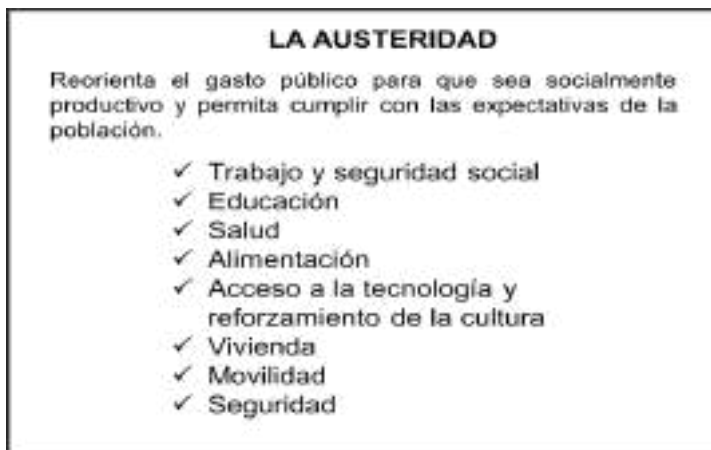 LA AUSTERIDAD
Reorienta el gasto público para que sea socialmente
productivo y permita cumplir con las expectativas de la
población.
✓ Trabajo y seguridad social
✓ Educación
✓ Salud
✓ Alimentación
✓ Acceso a la tecnología y
reforzamiento de la cultura
✓ Vivienda
✓ Movilidad
✓ Seguridad